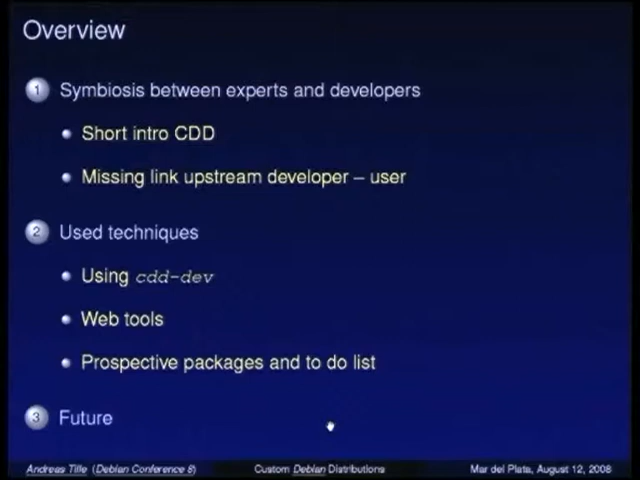 Overview
1 Symbiosis between experts and developers
Short intro CDD
Missing link upstream developer – user
2 Used techniques
Using cdd-dev
Web tools
Prospective packages and to do list
3 Future
Andreas Tille (Debian Conference 8) Custom Debian Distributions Mar del Plata, August 12, 2008